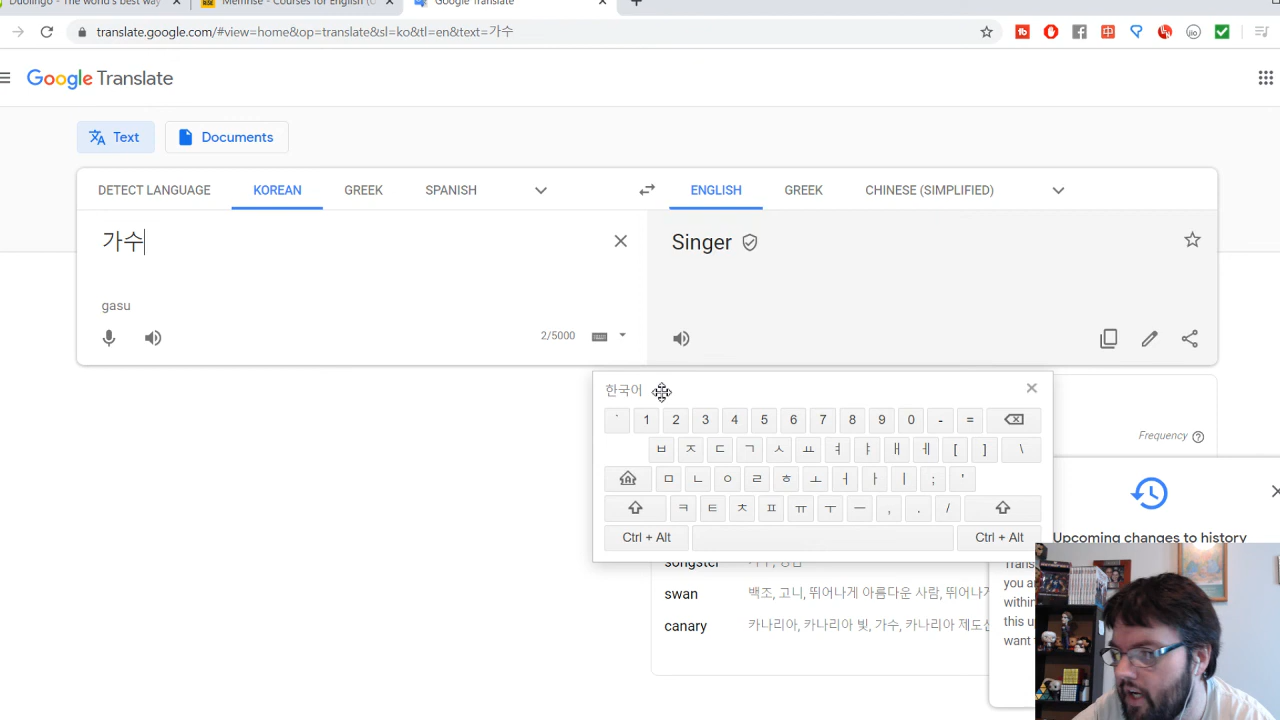 Duolingo - The world's best way
Memrise - Courses for English (
Google Translate
translate.google.com/#view=home&op=translate&sl=ko&tl=en&text=가수
Google Translate
Text
Documents
DETECT LANGUAGE KOREAN GREEK SPANISH
ENGLISH GREEK CHINESE (SIMPLIFIED)
가수
Singer
gasu
2/5000
한국어
` 1 2 3 4 5 6 7 8 9 0 - =
ㅂ ㅈ ㄷ ㄱ ㅅ ㅛ ㅕ ㅑ ㅐ ㅔ [ ] \
ㅁ ㄴ ㅇ ㄹ ㅎ ㅗ ㅓ ㅏ ㅣ ; '
ㅋ ㅌ ㅊ ㅍ ㅠ ㅜ ㅡ , . /
Ctrl + Alt Ctrl + Alt
Frequency
songster
swan 백조, 고니, 뛰어나게 아름다운 사람, 뛰어나
canary 카나리아, 카나리아 빛, 가수, 카나리아 제도산
Upcoming changes to history
Trans
you a
within
this u
want